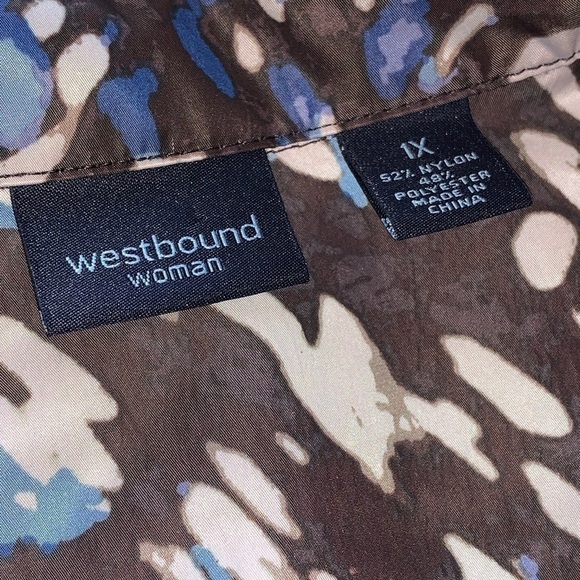 westbound
woman
1X
52% NYLON
48%
POLYESTER
MADE IN
CHINA